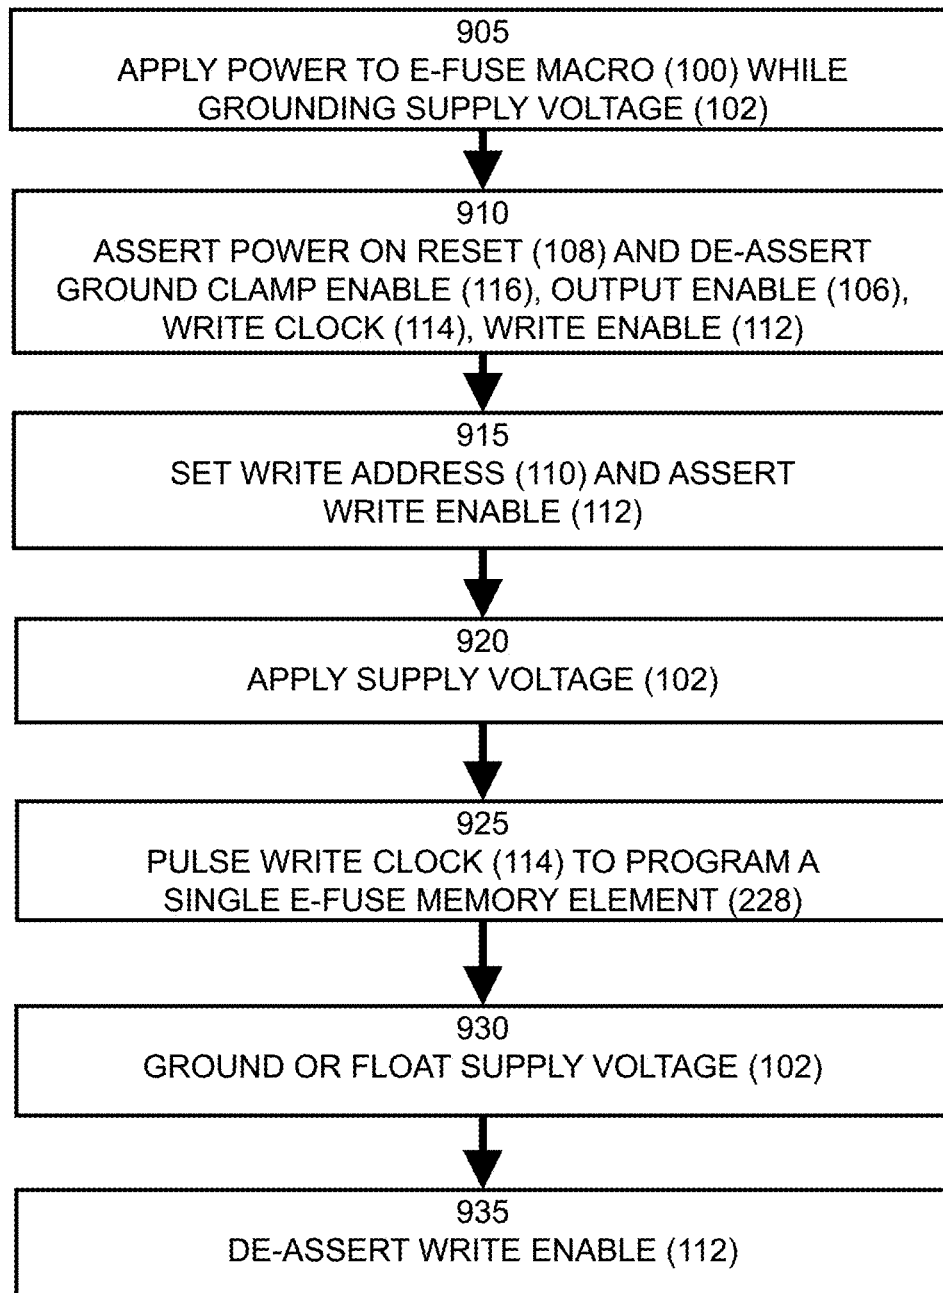 905
APPLY POWER TO E-FUSE MACRO (100) WHILE
GROUNDING SUPPLY VOLTAGE (102)
910
ASSERT POWER ON RESET (108) AND DE-ASSERT
GROUND CLAMP ENABLE (116), OUTPUT ENABLE (106),
WRITE CLOCK (114), WRITE ENABLE (112)
915
SET WRITE ADDRESS (110) AND ASSERT
WRITE ENABLE (112)
920
APPLY SUPPLY VOLTAGE (102)
925
PULSE WRITE CLOCK (114) TO PROGRAM A
SINGLE E-FUSE MEMORY ELEMENT (228)
930
GROUND OR FLOAT SUPPLY VOLTAGE (102)
935
DE-ASSERT WRITE ENABLE (112)